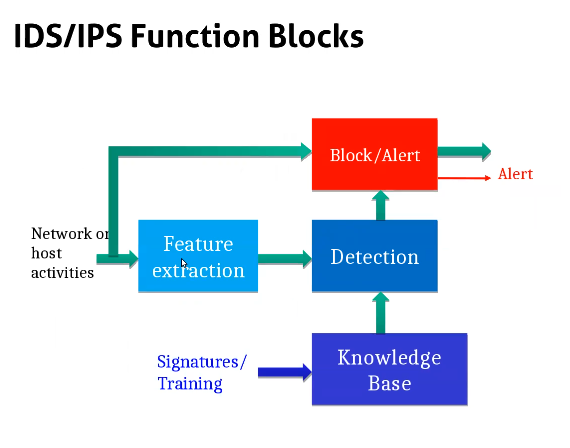 IDS/IPS Function Blocks
Block/Alert
Alert
Network or
host
activities
Feature
extraction
Detection
Signatures/
Training
Knowledge
Base